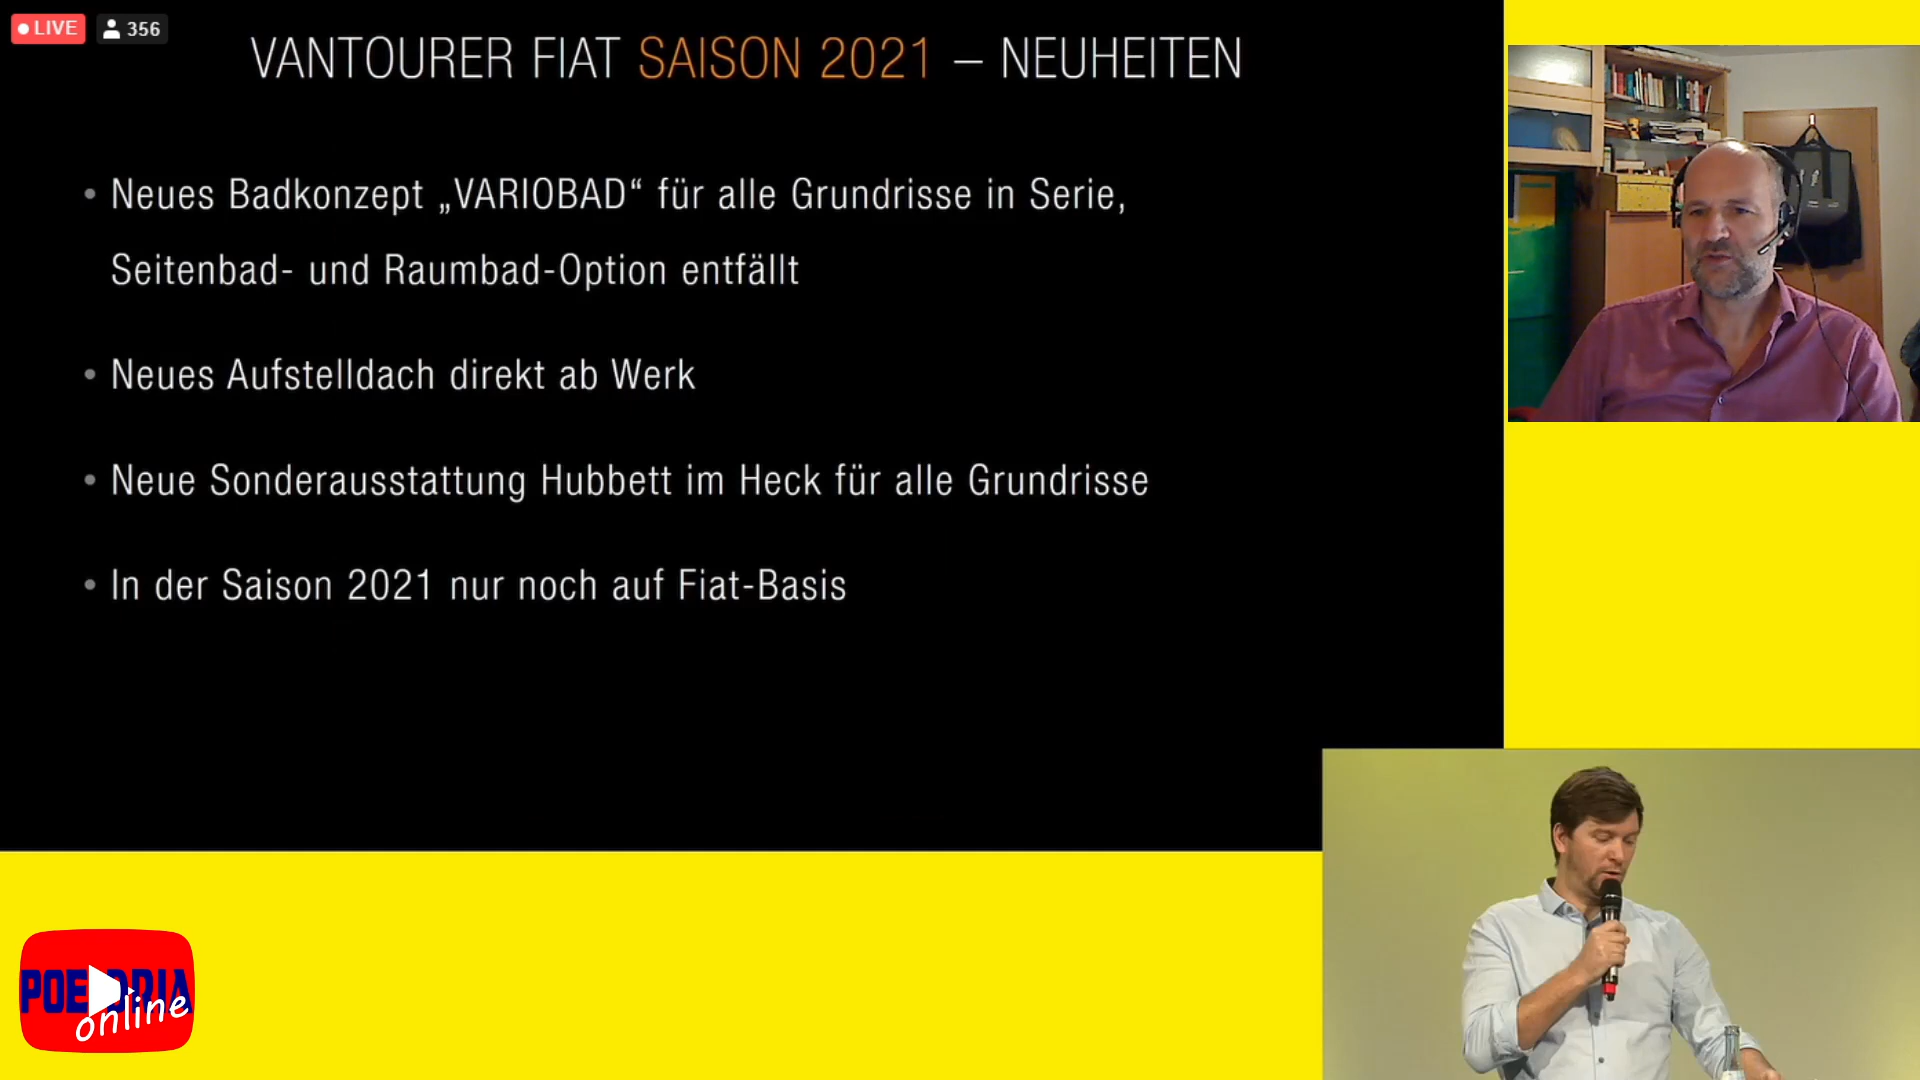 LIVE
356
VANTOURER FIAT SAISON 2021 – NEUHEITEN
• Neues Badkonzept „VARIOBAD“ für alle Grundrisse in Serie,
Seitenbad- und Raumbad-Option entfällt
• Neues Aufstelldach direkt ab Werk
• Neue Sonderausstattung Hubbett im Heck für alle Grundrisse
• In der Saison 2021 nur noch auf Fiat-Basis
online